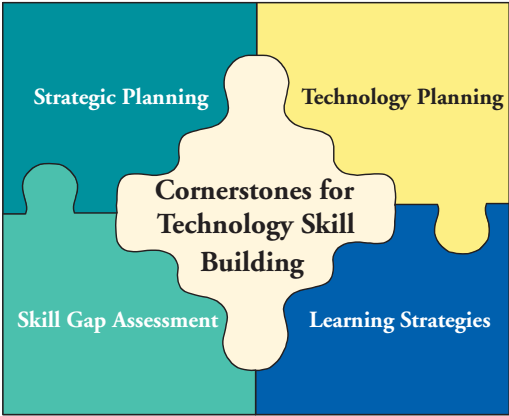 Strategic Planning
Technology Planning
Cornerstones for
Technology Skill
Building
Skill Gap Assessment
Learning Strategies